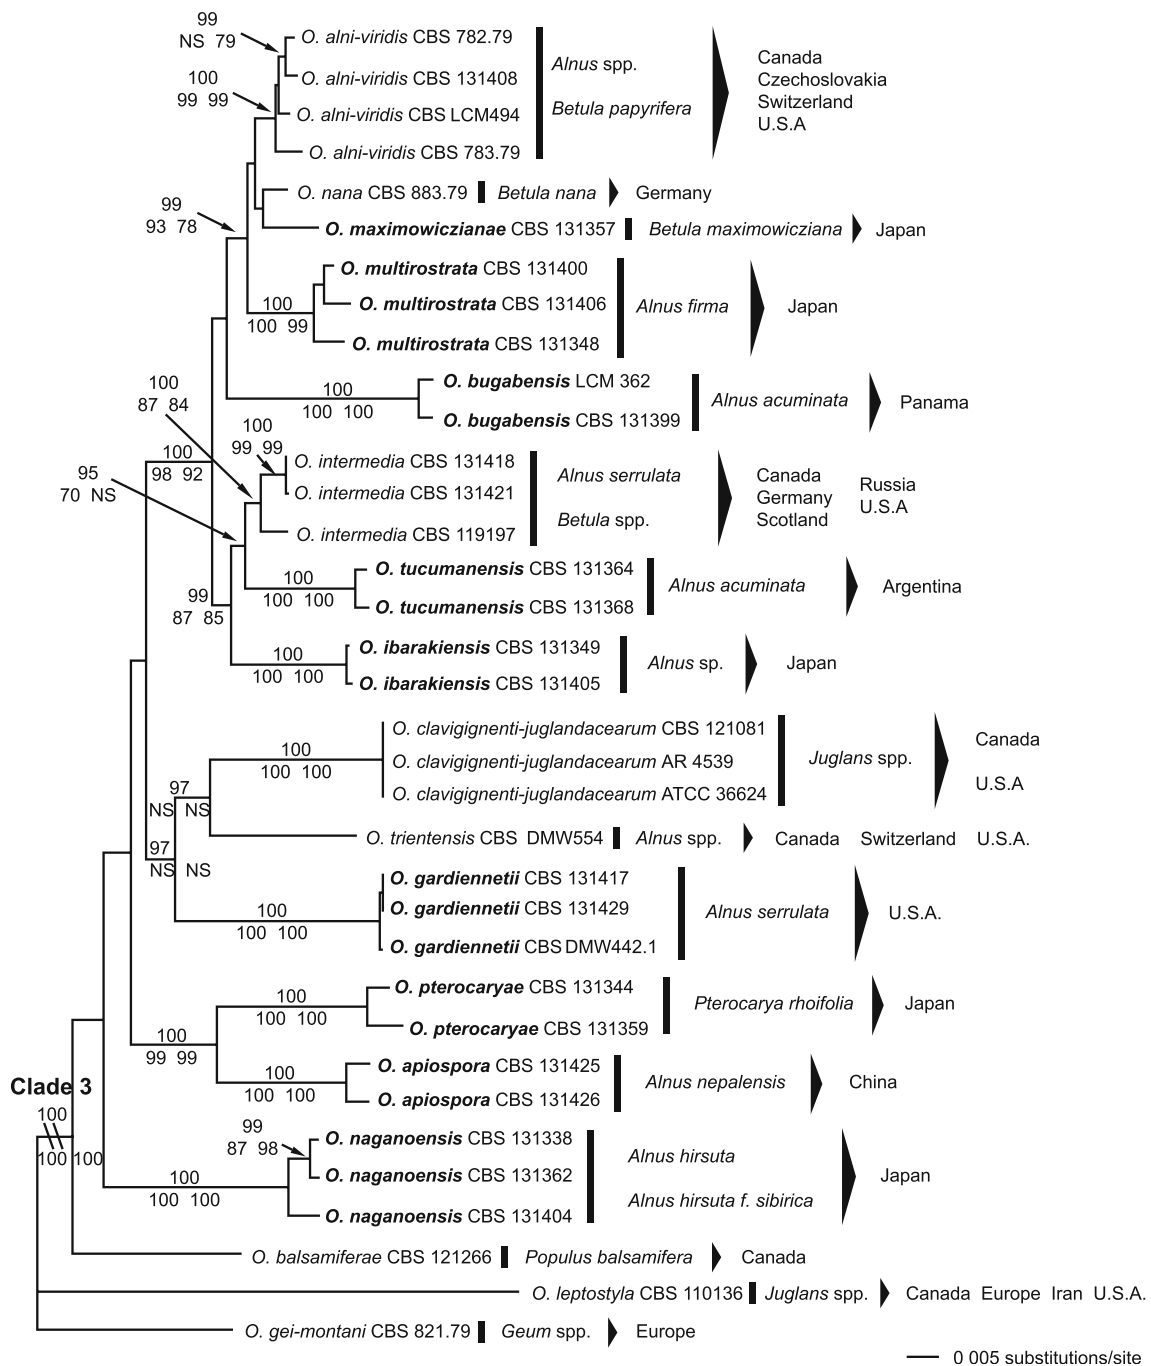 99
NS 79
O. alni-viridis CBS 782.79
O. alni-viridis CBS 131408
100
99 99
O. alni-viridis CBS LCM494
O. alni-viridis CBS 783.79
Alnus spp.
Betula papyrifera
Canada
Czechoslovakia
Switzerland
U.S.A
O. nana CBS 883.79 Betula nana Germany
99
93 78
O. maximowiczianae CBS 131357 Betula maximowicziana Japan
O. multirostrata CBS 131400
100
100 99
O. multirostrata CBS 131406
O. multirostrata CBS 131348
Alnus firma Japan
O. bugabensis LCM 362
100
100 100
O. bugabensis CBS 131399
Alnus acuminata Panama
100
87 84
100
99 99
O. intermedia CBS 131418
O. intermedia CBS 131421
O. intermedia CBS 119197
Alnus serrulata
Betula spp.
Canada
Germany
Scotland
Russia
U.S.A
100
98 92
95
70 NS
O. tucumanensis CBS 131364
100
100 100
O. tucumanensis CBS 131368
Alnus acuminata Argentina
99
87 85
O. ibarakiensis CBS 131349
100
100 100
O. ibarakiensis CBS 131405
Alnus sp. Japan
O. clavigignenti-juglandacearum CBS 121081
100
100 100
O. clavigignenti-juglandacearum AR 4539
O. clavigignenti-juglandacearum ATCC 36624
Juglans spp.
Canada
U.S.A
97
NS NS
O. trientensis CBS DMW554 Alnus spp. Canada Switzerland U.S.A.
97
NS NS
O. gardiennetii CBS 131417
O. gardiennetii CBS 131429
100
100 100
O. gardiennetii CBS DMW442.1
Alnus serrulata U.S.A.
O. pterocaryae CBS 131344
100
100 100
O. pterocaryae CBS 131359
Pterocarya rhoifolia Japan
100
99 99
O. apiospora CBS 131425
100
100 100
O. apiospora CBS 131426
Alnus nepalensis China
Clade 3
100
100 100
99
87 98
O. naganoensis CBS 131338
O. naganoensis CBS 131362
100
100 100
O. naganoensis CBS 131404
Alnus hirsuta
Alnus hirsuta f. sibirica
Japan
O. balsamiferae CBS 121266 Populus balsamifera Canada
O. leptostyla CBS 110136 Juglans spp. Canada Europe Iran U.S.A.
O. gei-montani CBS 821.79 Geum spp. Europe
0 005 substitutions/site